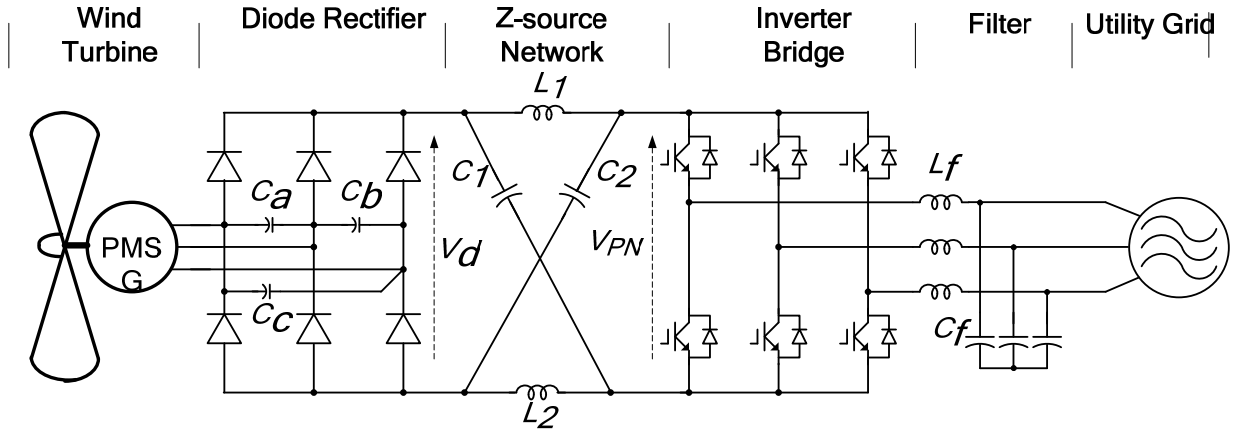 Wind
Turbine
Diode Rectifier
Z-source
Network
Inverter
Bridge
Filter
Utility Grid
L1
C1
C2
Ca
Cb
Lf
PMS
G
Vd
VPN
Cc
Cf
L2